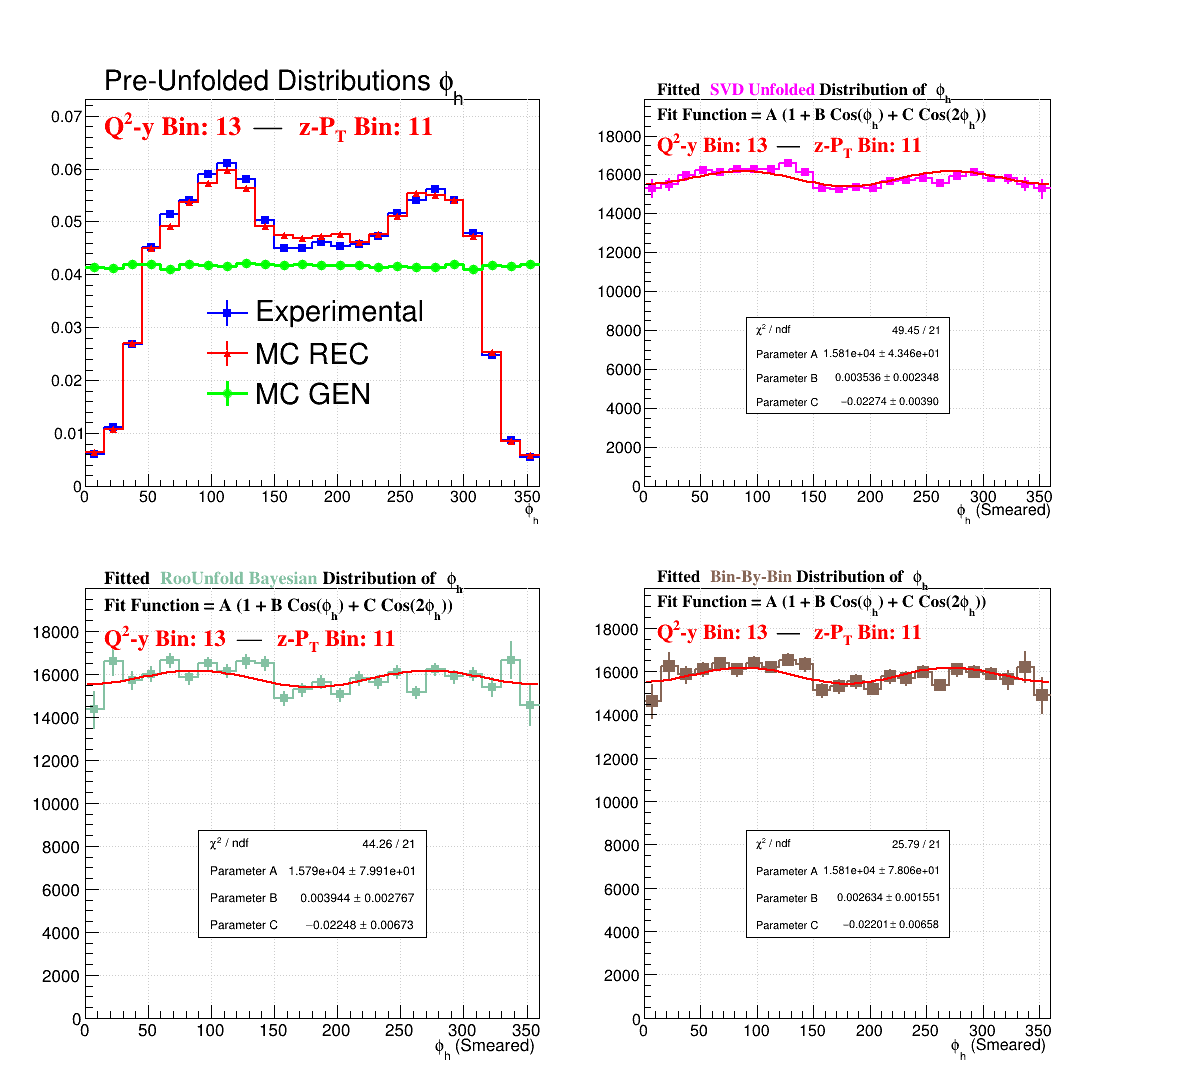 Pre-Unfolded Distributions ϕh
Q²-y Bin: 13 — z-PT Bin: 11
0.07
0.06
0.05
0.04
0.03
0.02
0.01
0
Experimental
MC REC
MC GEN
0 50 100 150 200 250 300 350
ϕh
Fitted SVD Unfolded Distribution of ϕh
Fit Function = A (1 + B Cos(ϕh) + C Cos(2ϕh))
Q²-y Bin: 13 — z-PT Bin: 11
18000
16000
14000
12000
10000
8000
6000
4000
2000
0
χ² / ndf 49.45 / 21
Parameter A 1.581e+04 ± 4.346e+01
Parameter B 0.003536 ± 0.002348
Parameter C −0.02274 ± 0.00390
0 50 100 150 200 250 300 350
ϕh (Smeared)
Fitted RooUnfold Bayesian Distribution of ϕh
Fit Function = A (1 + B Cos(ϕh) + C Cos(2ϕh))
Q²-y Bin: 13 — z-PT Bin: 11
18000
16000
14000
12000
10000
8000
6000
4000
2000
0
χ² / ndf 44.26 / 21
Parameter A 1.579e+04 ± 7.991e+01
Parameter B 0.003944 ± 0.002767
Parameter C −0.02248 ± 0.00673
0 50 100 150 200 250 300 350
ϕh (Smeared)
Fitted Bin-By-Bin Distribution of ϕh
Fit Function = A (1 + B Cos(ϕh) + C Cos(2ϕh))
Q²-y Bin: 13 — z-PT Bin: 11
18000
16000
14000
12000
10000
8000
6000
4000
2000
0
χ² / ndf 25.79 / 21
Parameter A 1.581e+04 ± 7.806e+01
Parameter B 0.002634 ± 0.001551
Parameter C −0.02201 ± 0.00658
0 50 100 150 200 250 300 350
ϕh (Smeared)